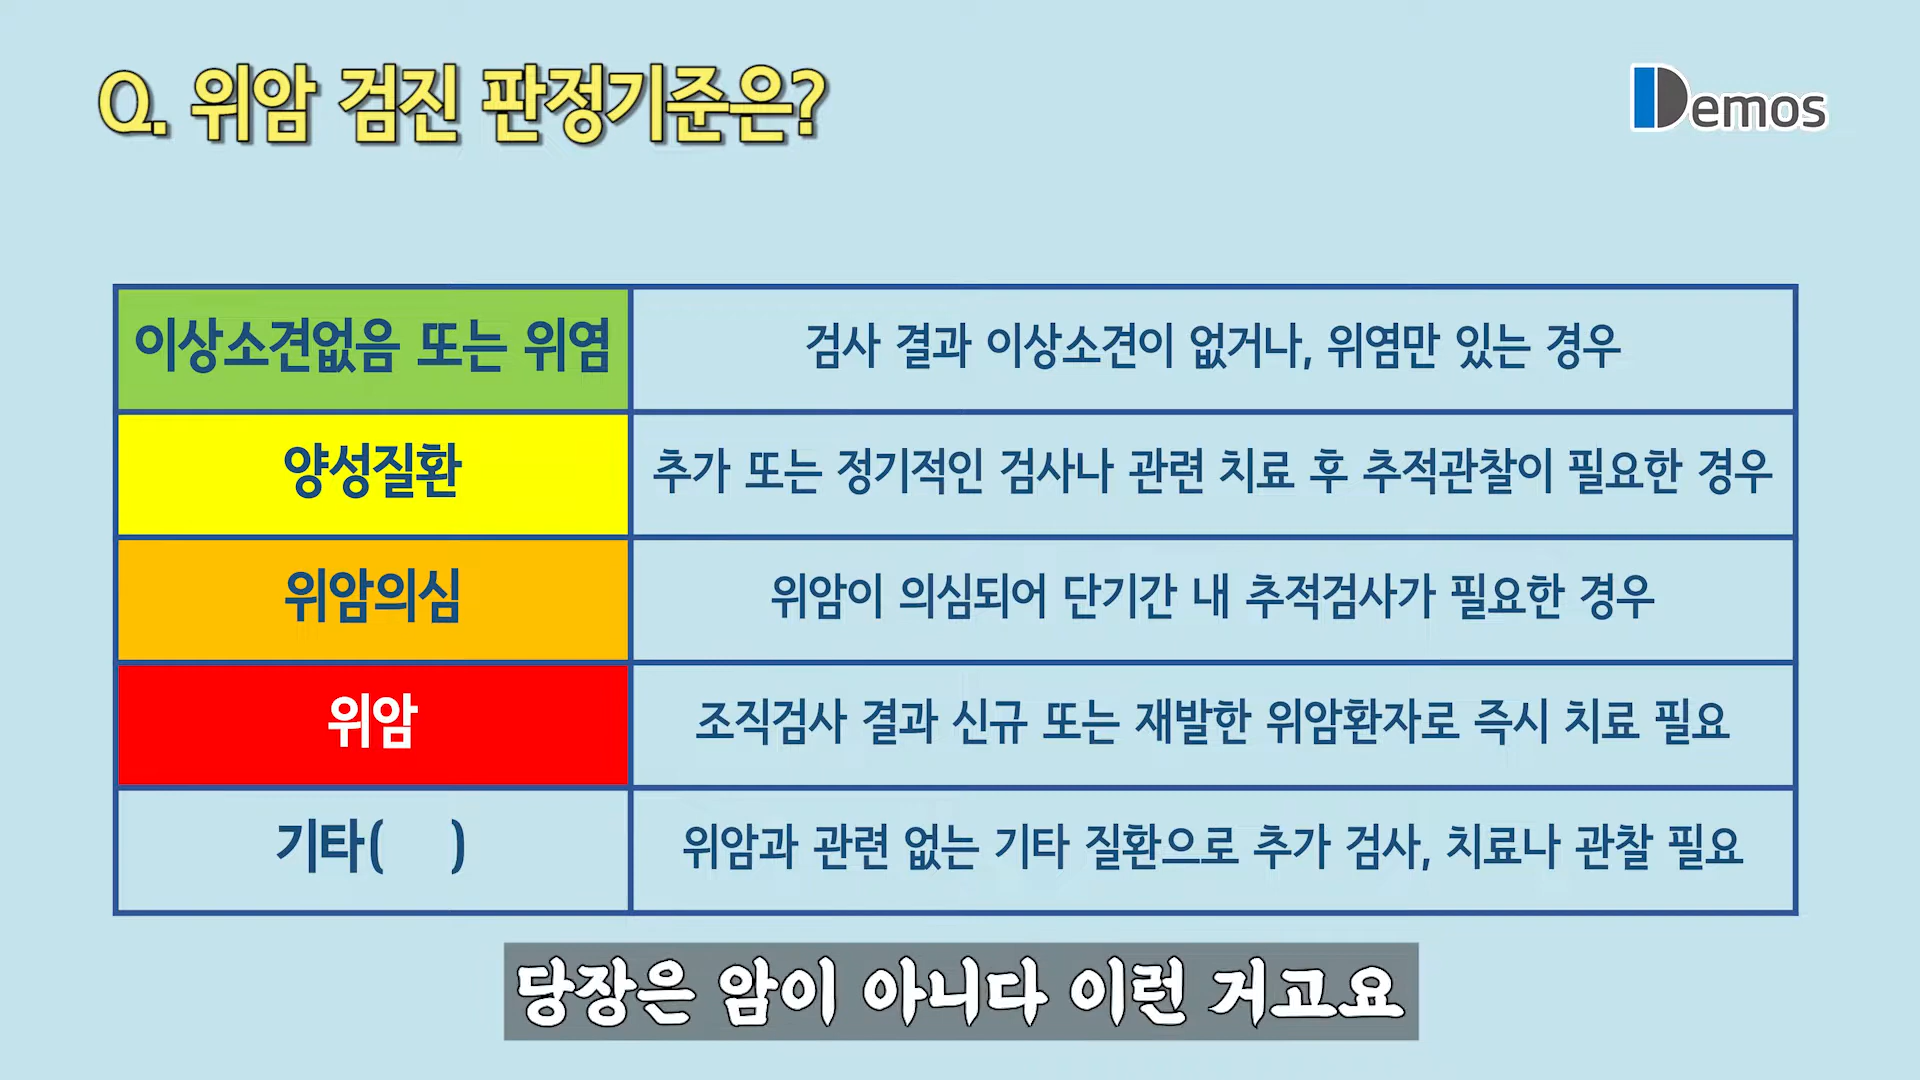 Q. 위암 검진 판정기준은?
Demos
이상소견없음 또는 위염
검사 결과 이상소견이 없거나, 위염만 있는 경우
양성질환
추가 또는 정기적인 검사나 관련 치료 후 추적관찰이 필요한 경우
위암의심
위암이 의심되어 단기간 내 추적검사가 필요한 경우
위암
조직검사 결과 신규 또는 재발한 위암환자로 즉시 치료 필요
기타( )
위암과 관련 없는 기타 질환으로 추가 검사, 치료나 관찰 필요
당장은 암이 아니다 이런 거고요